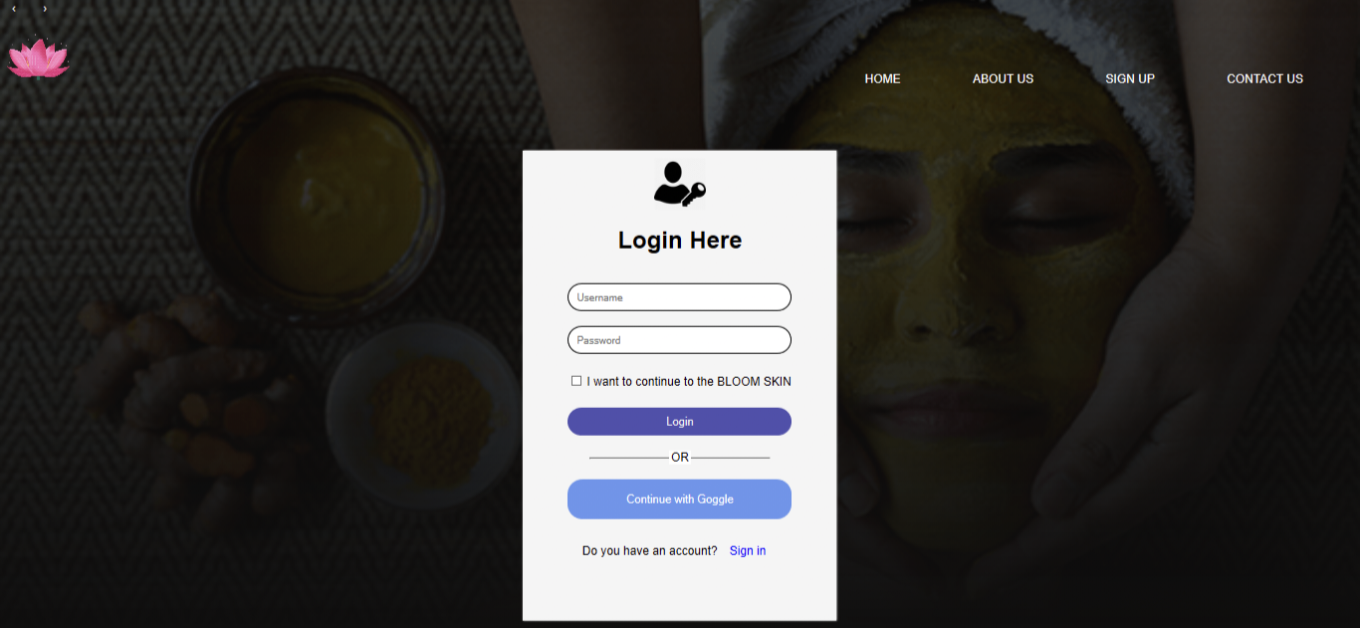 HOME ABOUT US SIGN UP CONTACT US
Login Here
Username
Password
I want to continue to the BLOOM SKIN
Login
OR
Continue with Goggle
Do you have an account? Sign in